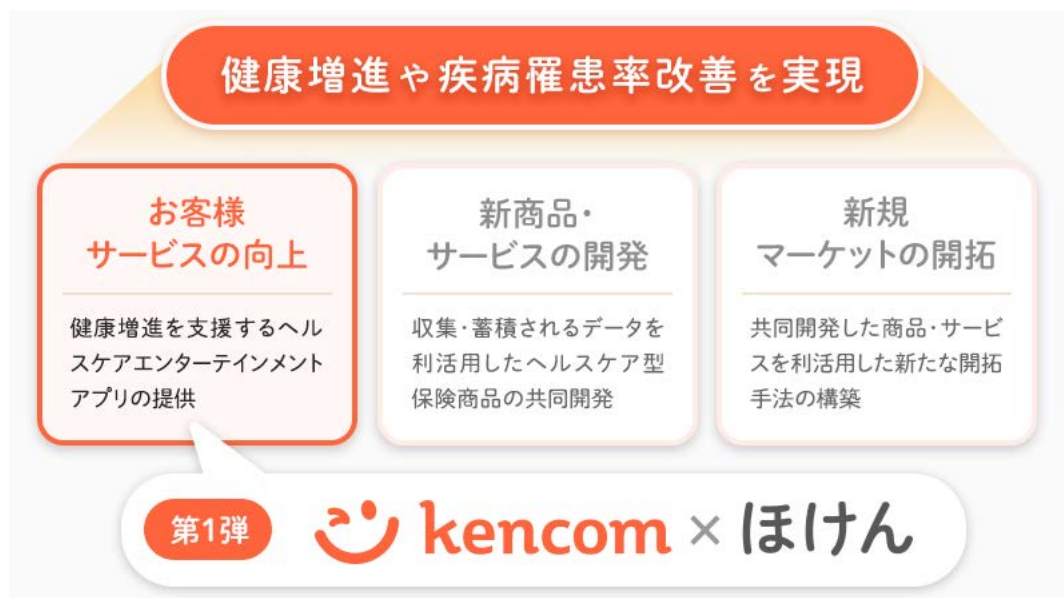 健康増進や疾病罹患率改善を実現
お客様
サービスの向上
健康増進を支援するヘル
スケアエンターテインメント
アプリの提供
新商品・
サービスの開発
収集・蓄積されるデータを
利活用したヘルスケア型
保険商品の共同開発
新規
マーケットの開拓
共同開発した商品・サービ
スを利活用した新たな開拓
手法の構築
第1弾 kencom × ほけん